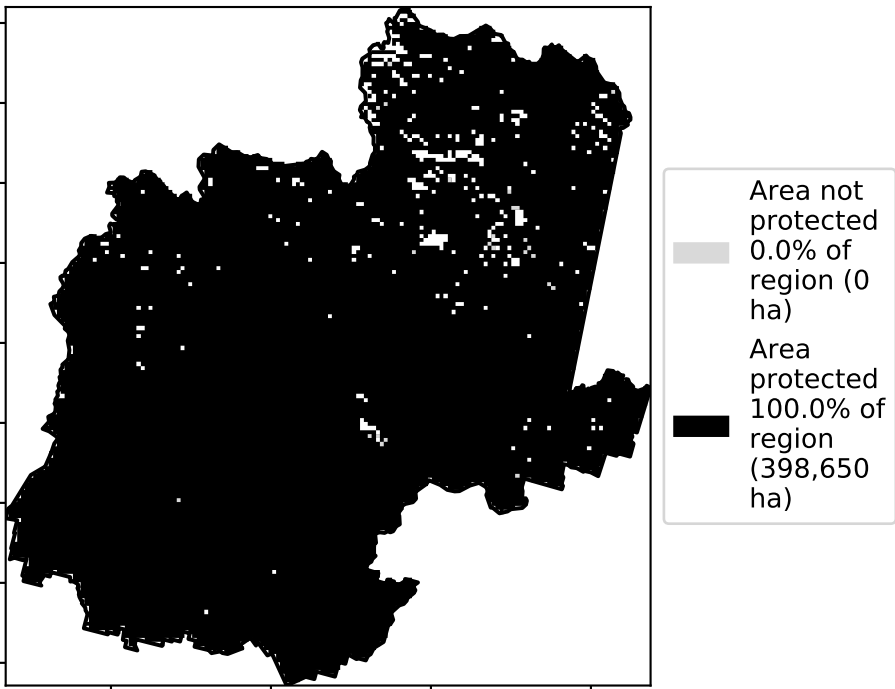 Area not
protected
0.0% of
region (0
ha)
Area
protected
100.0% of
region
(398,650
ha)